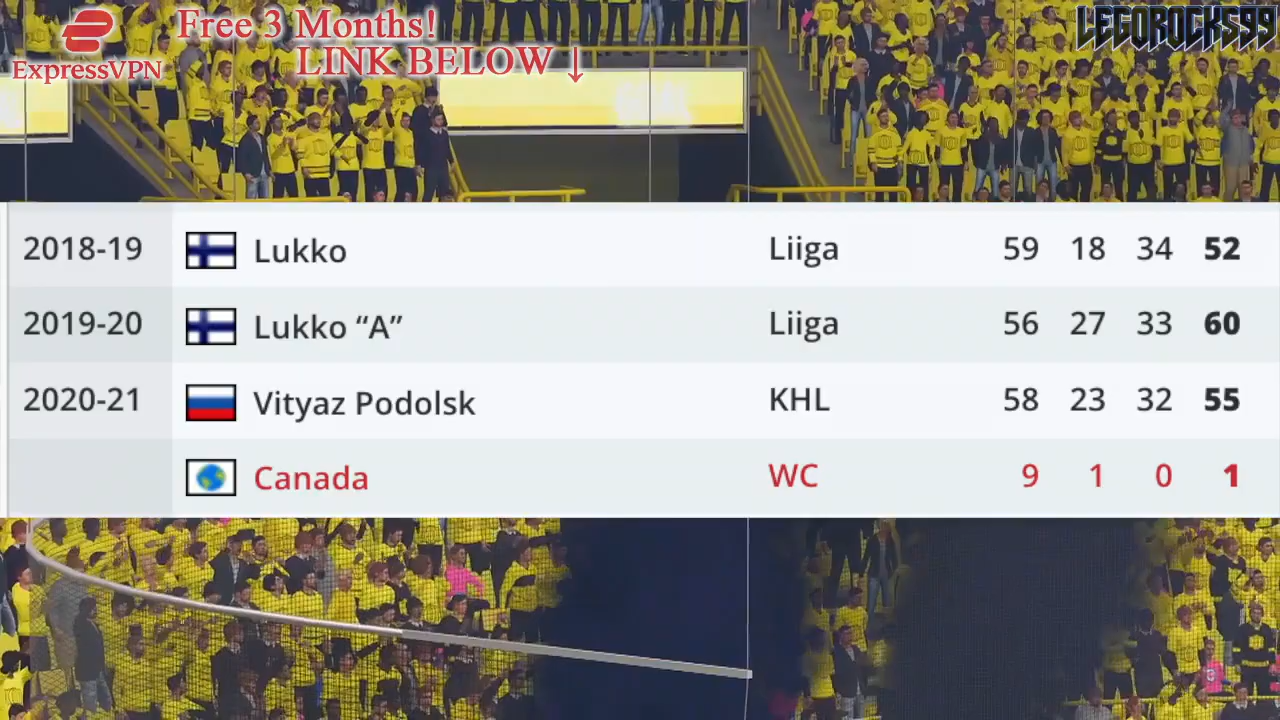 Free 3 Months!
LEGOROCKS99
ExpressVPN
LINK BELOW ↓
2018-19 Lukko Liiga 59 18 34 52
2019-20 Lukko “A” Liiga 56 27 33 60
2020-21 Vityaz Podolsk KHL 58 23 32 55
Canada WC 9 1 0 1